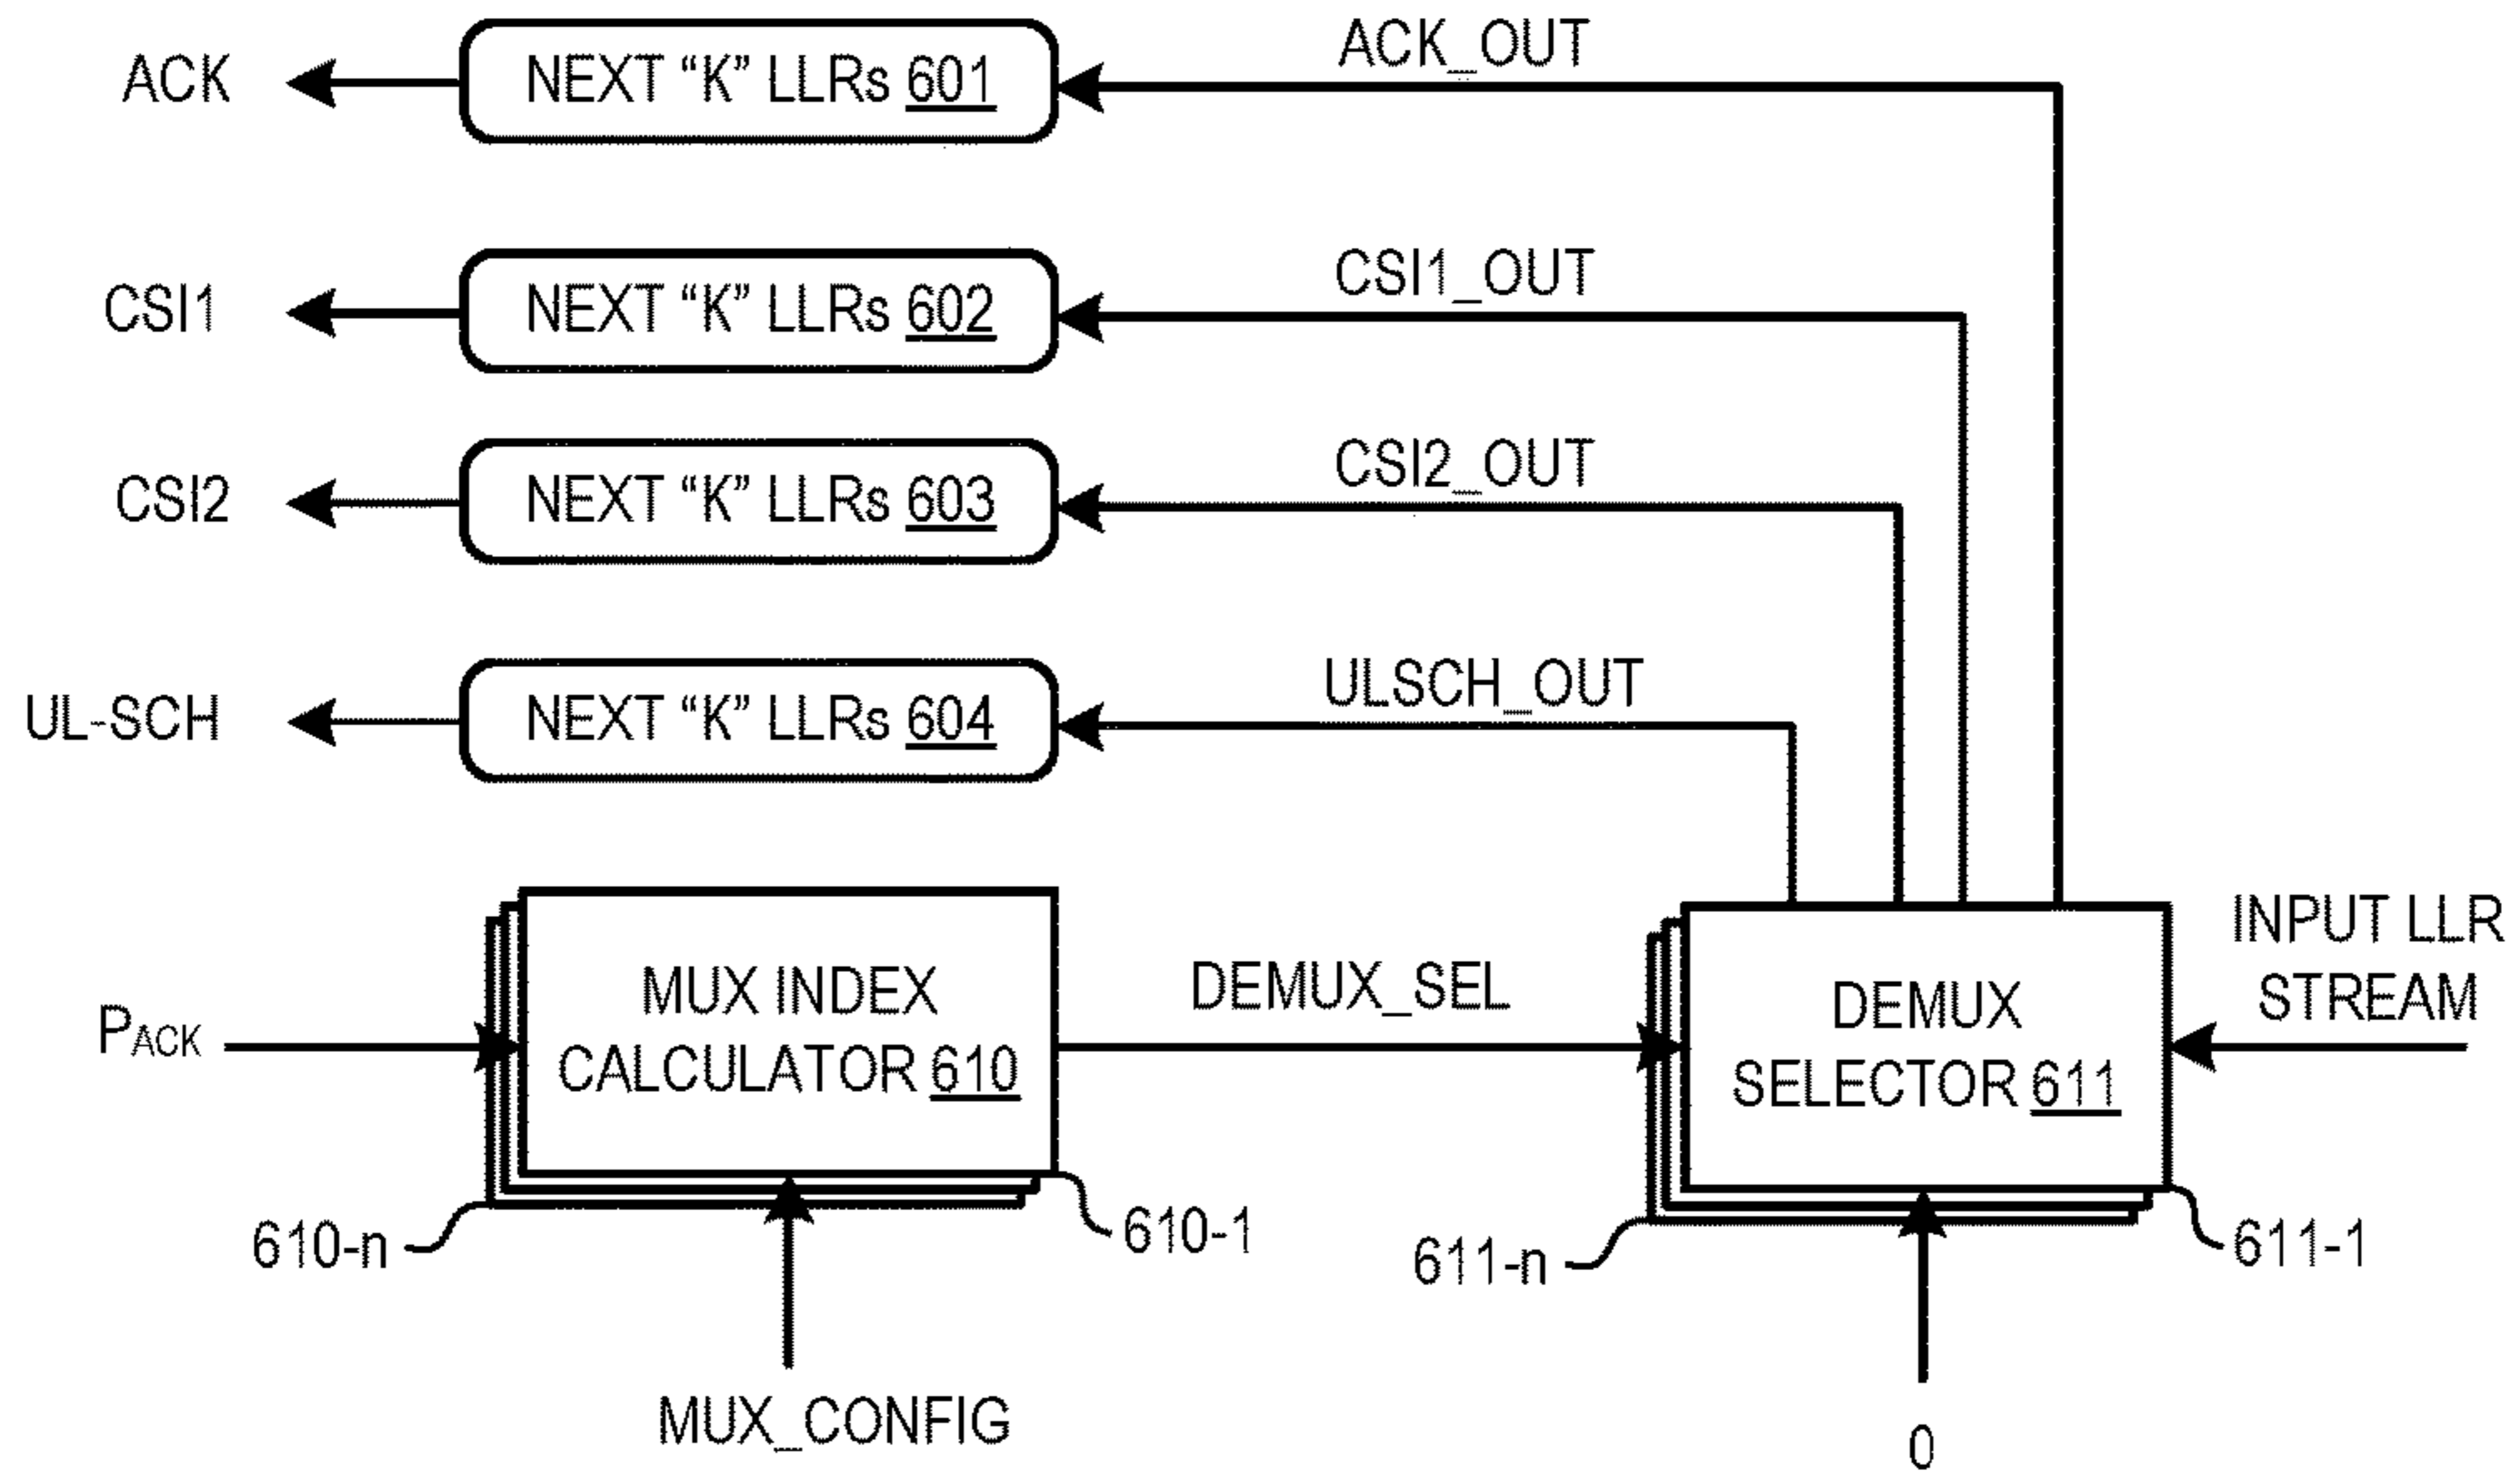 ACK_OUT
ACK
NEXT “K” LLRs 601
CSI1_OUT
CSI1
NEXT “K” LLRs 602
CSI2_OUT
CSI2
NEXT “K” LLRs 603
ULSCH_OUT
UL-SCH
NEXT “K” LLRs 604
PACK
MUX INDEX
CALCULATOR 610
DEMUX_SEL
DEMUX
SELECTOR 611
INPUT LLR
STREAM
610-n
610-1
611-n
611-1
MUX_CONFIG
0